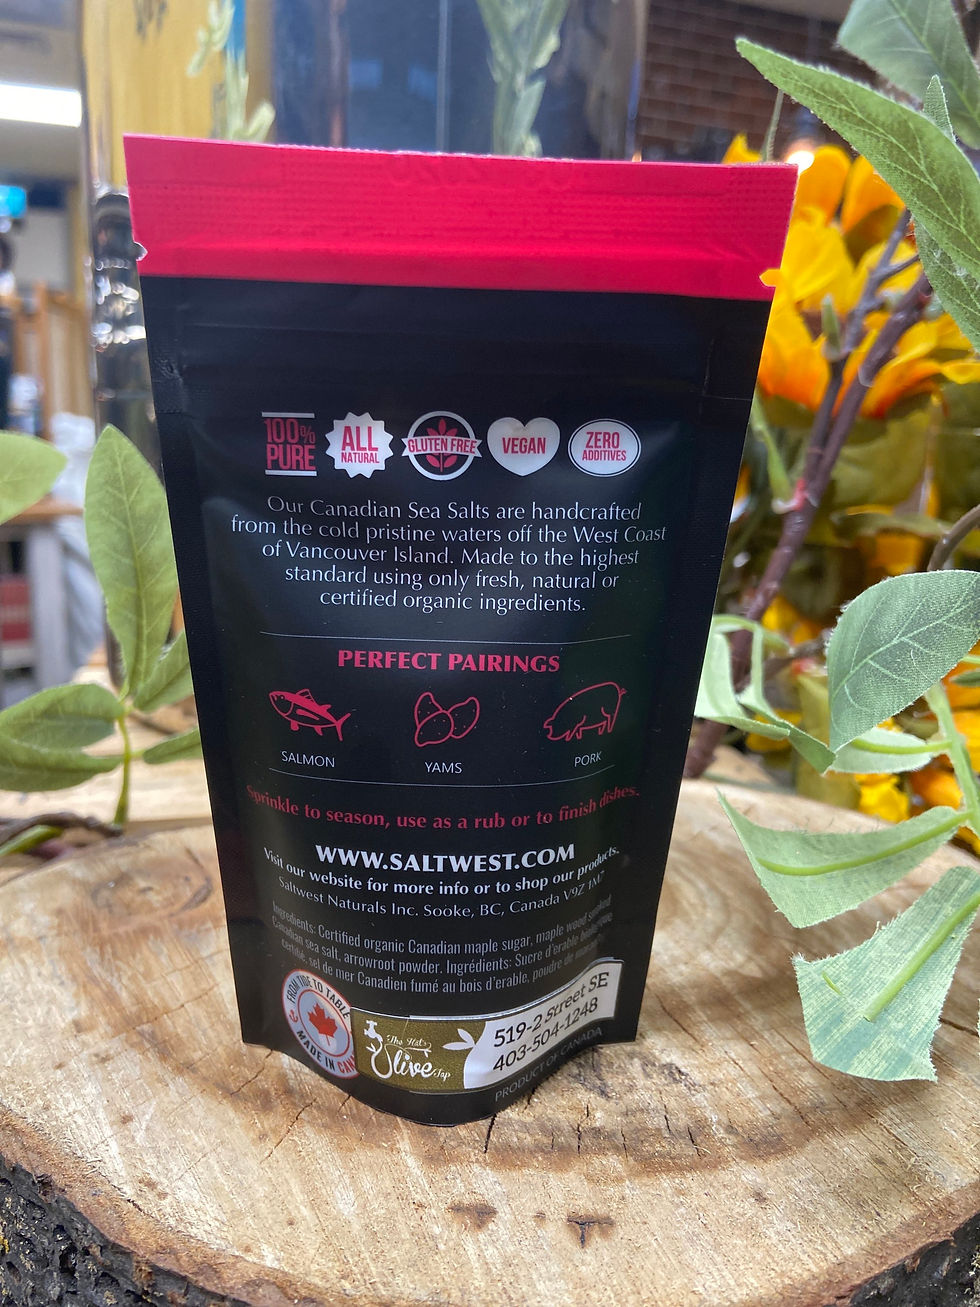 100%
PURE
ALL
NATURAL
GLUTEN FREE
VEGAN
ZERO
ADDITIVES
Our Canadian Sea Salts are handcrafted
from the cold pristine waters off the West Coast
of Vancouver Island. Made to the highest
standard using only fresh, natural or
certified organic ingredients.
PERFECT PAIRINGS
SALMON
YAMS
PORK
Sprinkle to season, use as a rub or to finish dishes.
WWW.SALTWEST.COM
Visit our website for more info or to shop our products.
Saltwest Naturals Inc. Sooke, BC, Canada V9Z 1M7
Ingredients: Certified organic Canadian maple sugar, maple wood smoked
Canadian sea salt, arrowroot powder. Ingrédients: Sucre d'érable biologique
certifié, sel de mer Canadien fumé au bois d'érable, poudre de
FROM TIDE TO TABLE
MADE IN CAN
The Hat's
Olive Tap
519-2 street SE
403-504-1248
PRODUCT OF CANADA